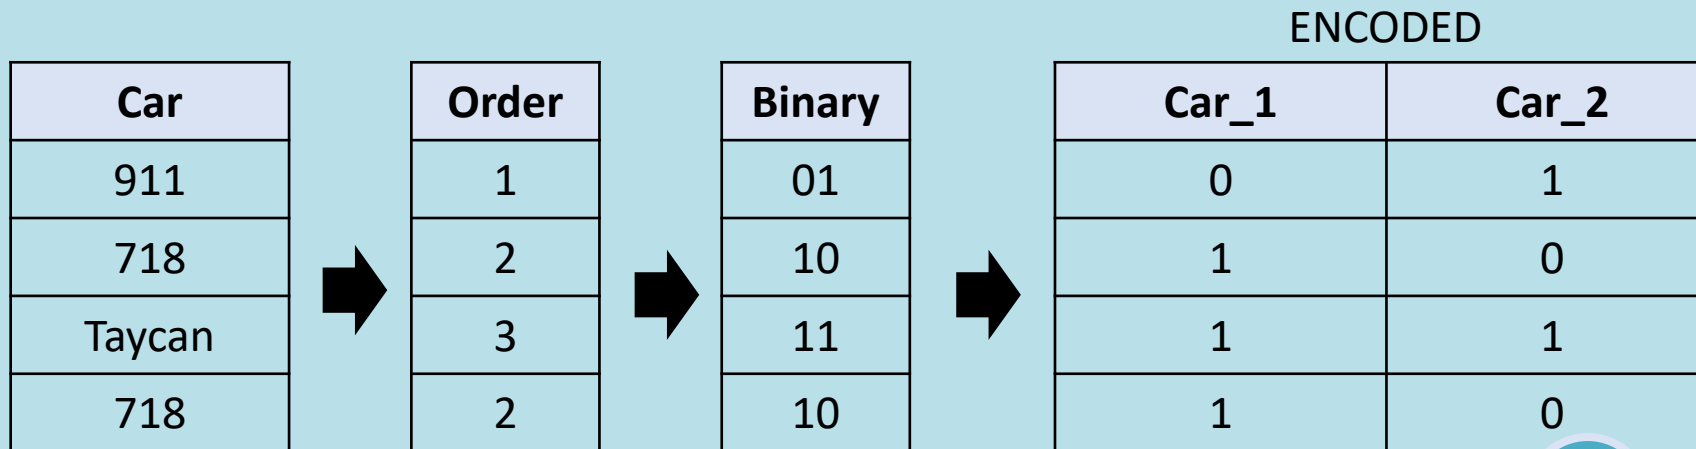 ENCODED
Car Order Binary Car_1 Car_2
911 1 01 0 1
718 2 10 1 0
Taycan 3 11 1 1
718 2 10 1 0